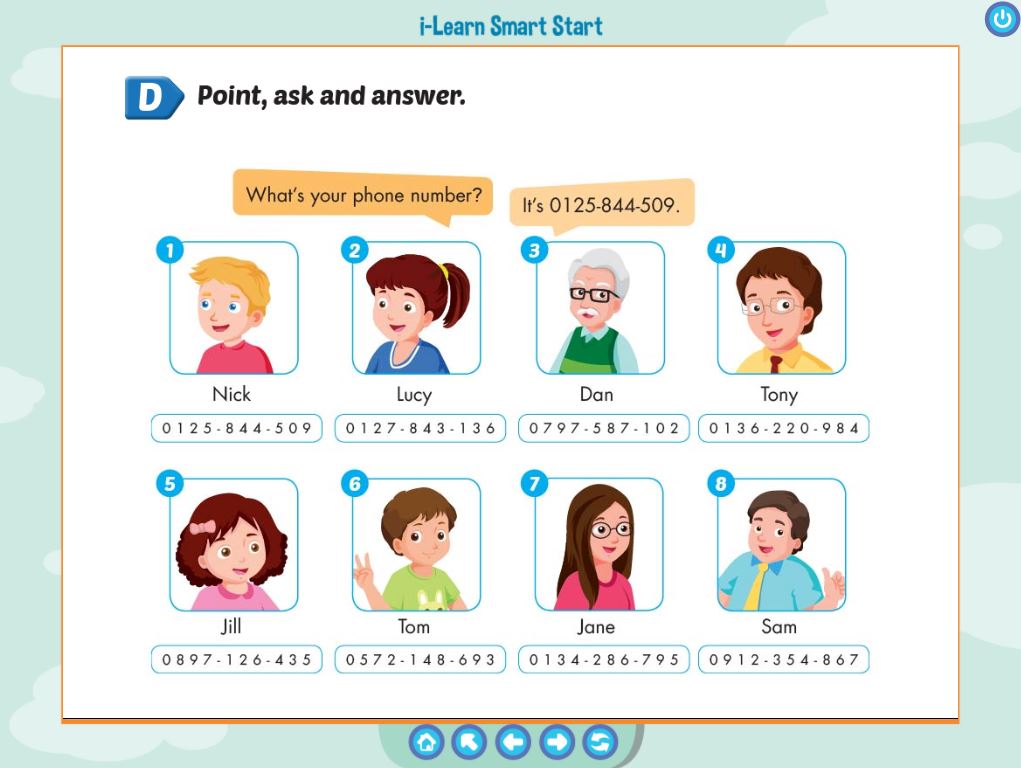 i-Learn Smart Start
D Point, ask and answer.
What's your phone number?
It's 0125-844-509.
1 2 3 4
Nick Lucy Dan Tony
0125-844-509 0127-843-136 0797-587-102 0136-220-984
5 6 7 8
Jill Tom Jane Sam
0897-126-435 0572-148-693 0134-286-795 0912-354-867